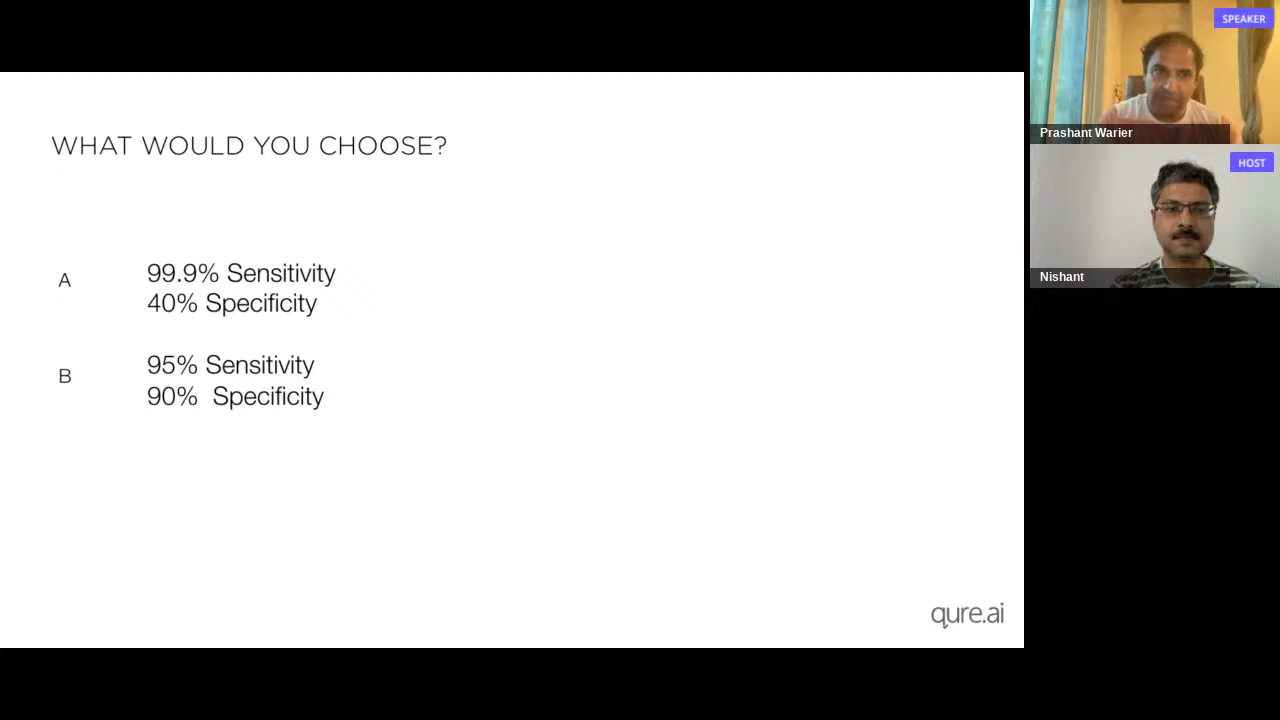 WHAT WOULD YOU CHOOSE?
A
99.9% Sensitivity
40% Specificity
B
95% Sensitivity
90% Specificity
qure.ai
SPEAKER
Prashant Warier
HOST
Nishant